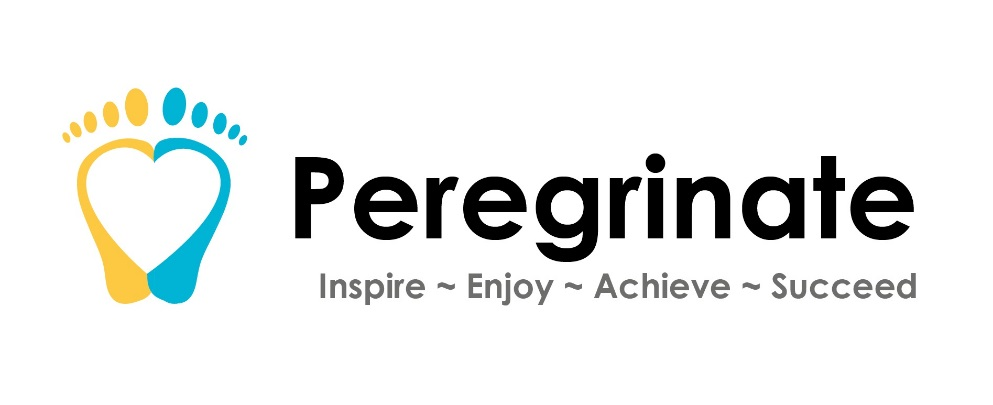 Peregrinate
Inspire ~ Enjoy ~ Achieve ~ Succeed